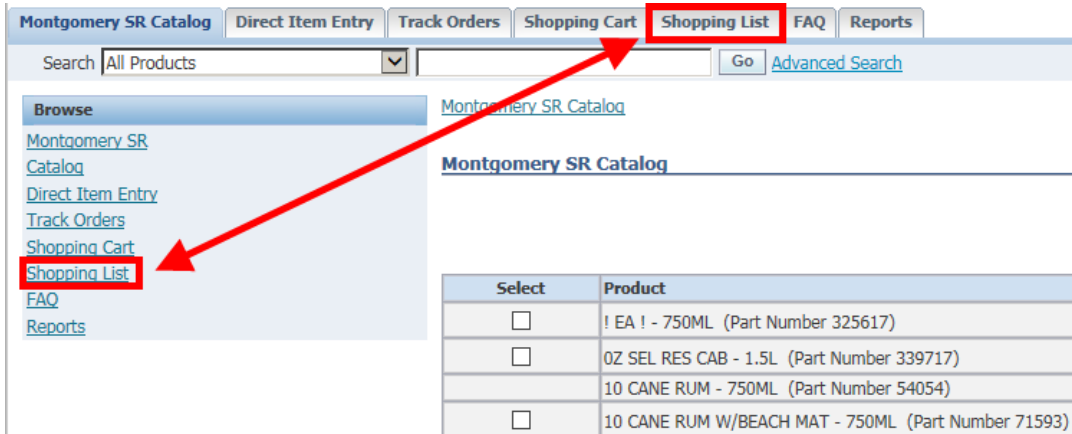 Montgomery SR Catalog Direct Item Entry Track Orders Shopping Cart Shopping List FAQ Reports
Search All Products Go Advanced Search
Browse
Montgomery SR
Catalog
Direct Item Entry
Track Orders
Shopping Cart
Shopping List
FAQ
Reports
Montgomery SR Catalog
Montgomery SR Catalog
Select Product
! EA ! - 750ML (Part Number 325617)
0Z SEL RES CAB - 1.5L (Part Number 339717)
10 CANE RUM - 750ML (Part Number 54054)
10 CANE RUM W/BEACH MAT - 750ML (Part Number 71593)